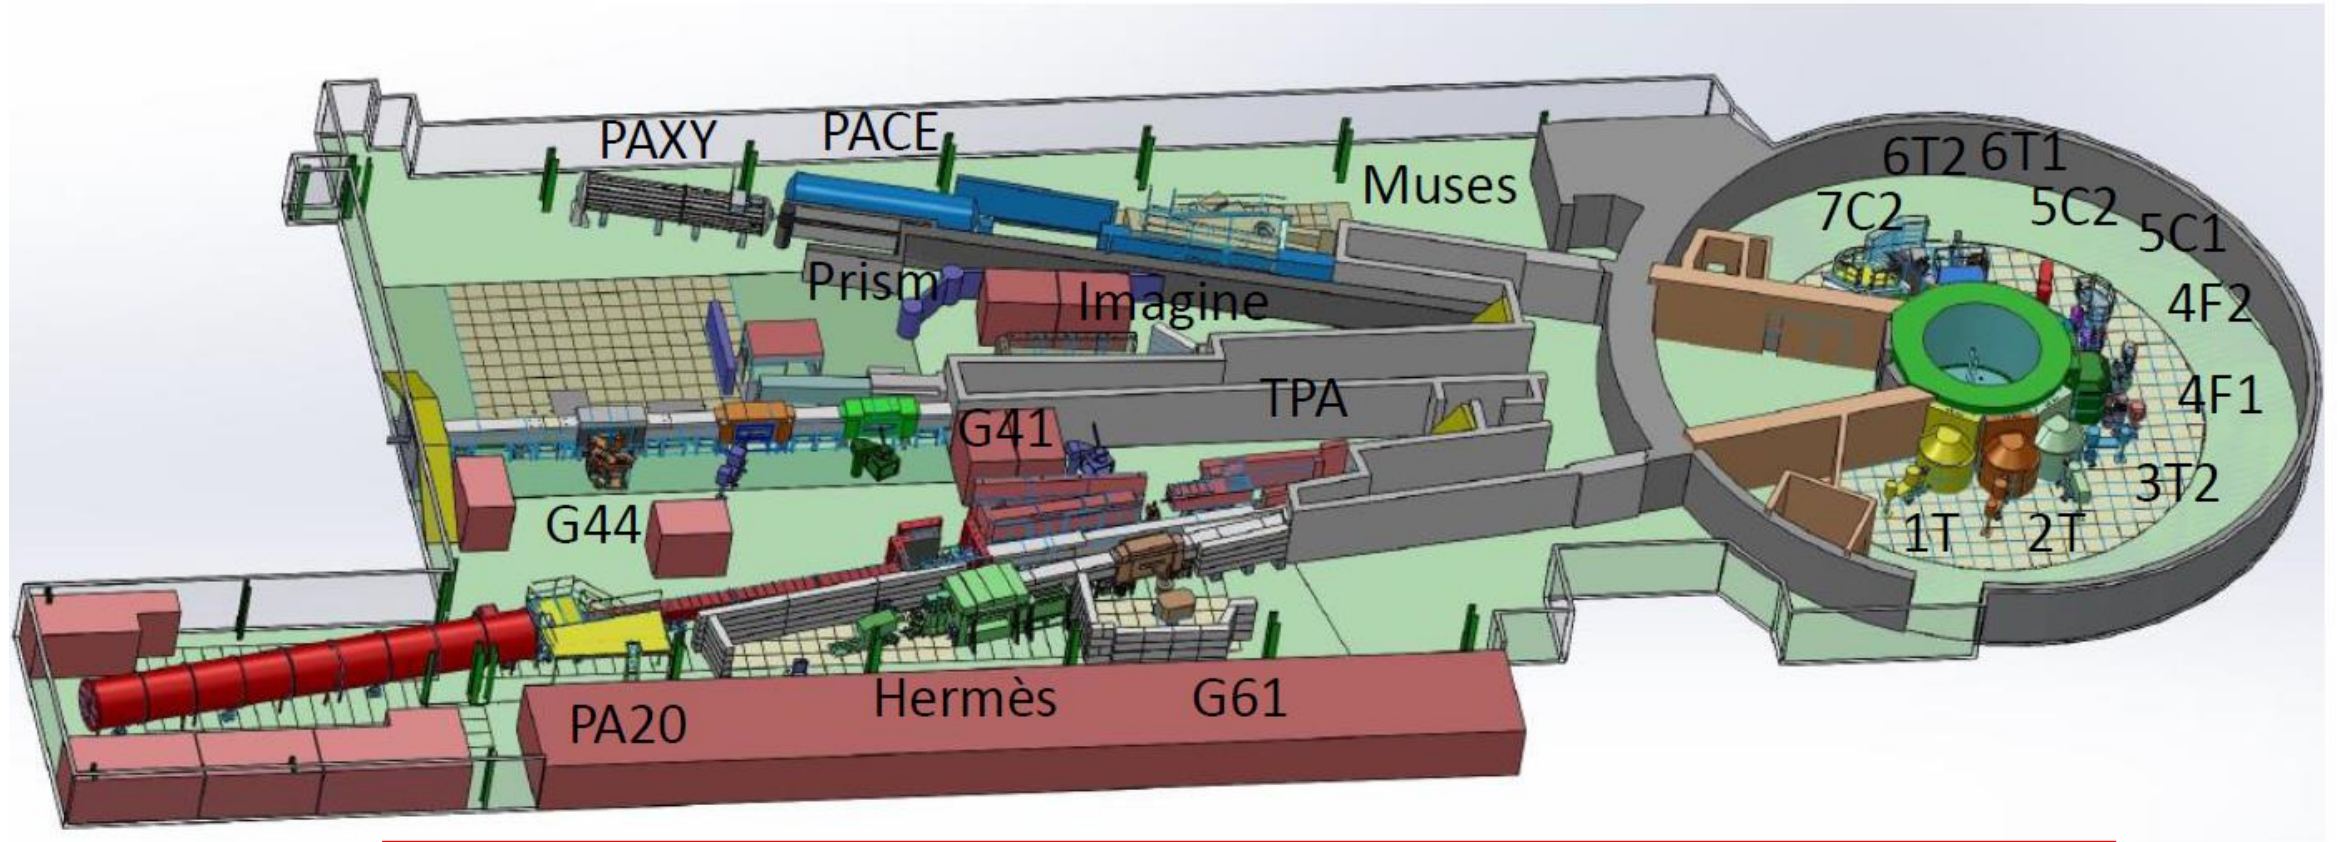 PAXY
PACE
Muses
6T2
6T1
7C2
5C2
5C1
Prism
Imagine
4F2
TPA
4F1
G41
3T2
G44
1T
2T
PA20
Hermès
G61